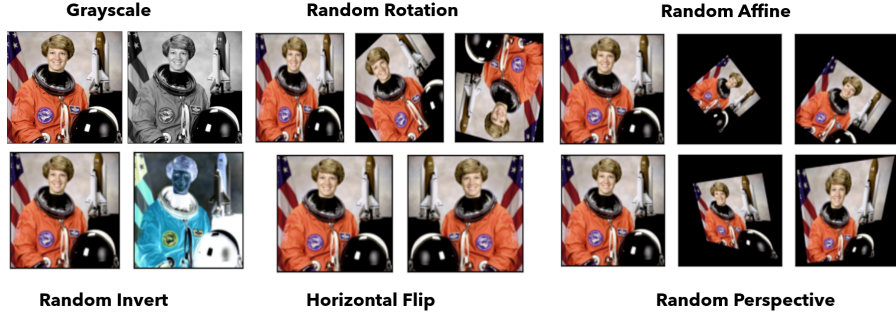 Grayscale
Random Rotation
Random Affine
Random Invert
Horizontal Flip
Random Perspective